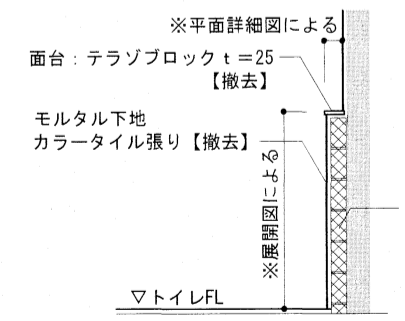 ※平面詳細図による
面台：テラゾブロックｔ＝25
【撤去】
モルタル下地
カラータイル張り【撤去】
※展開図による
▽トイレFL